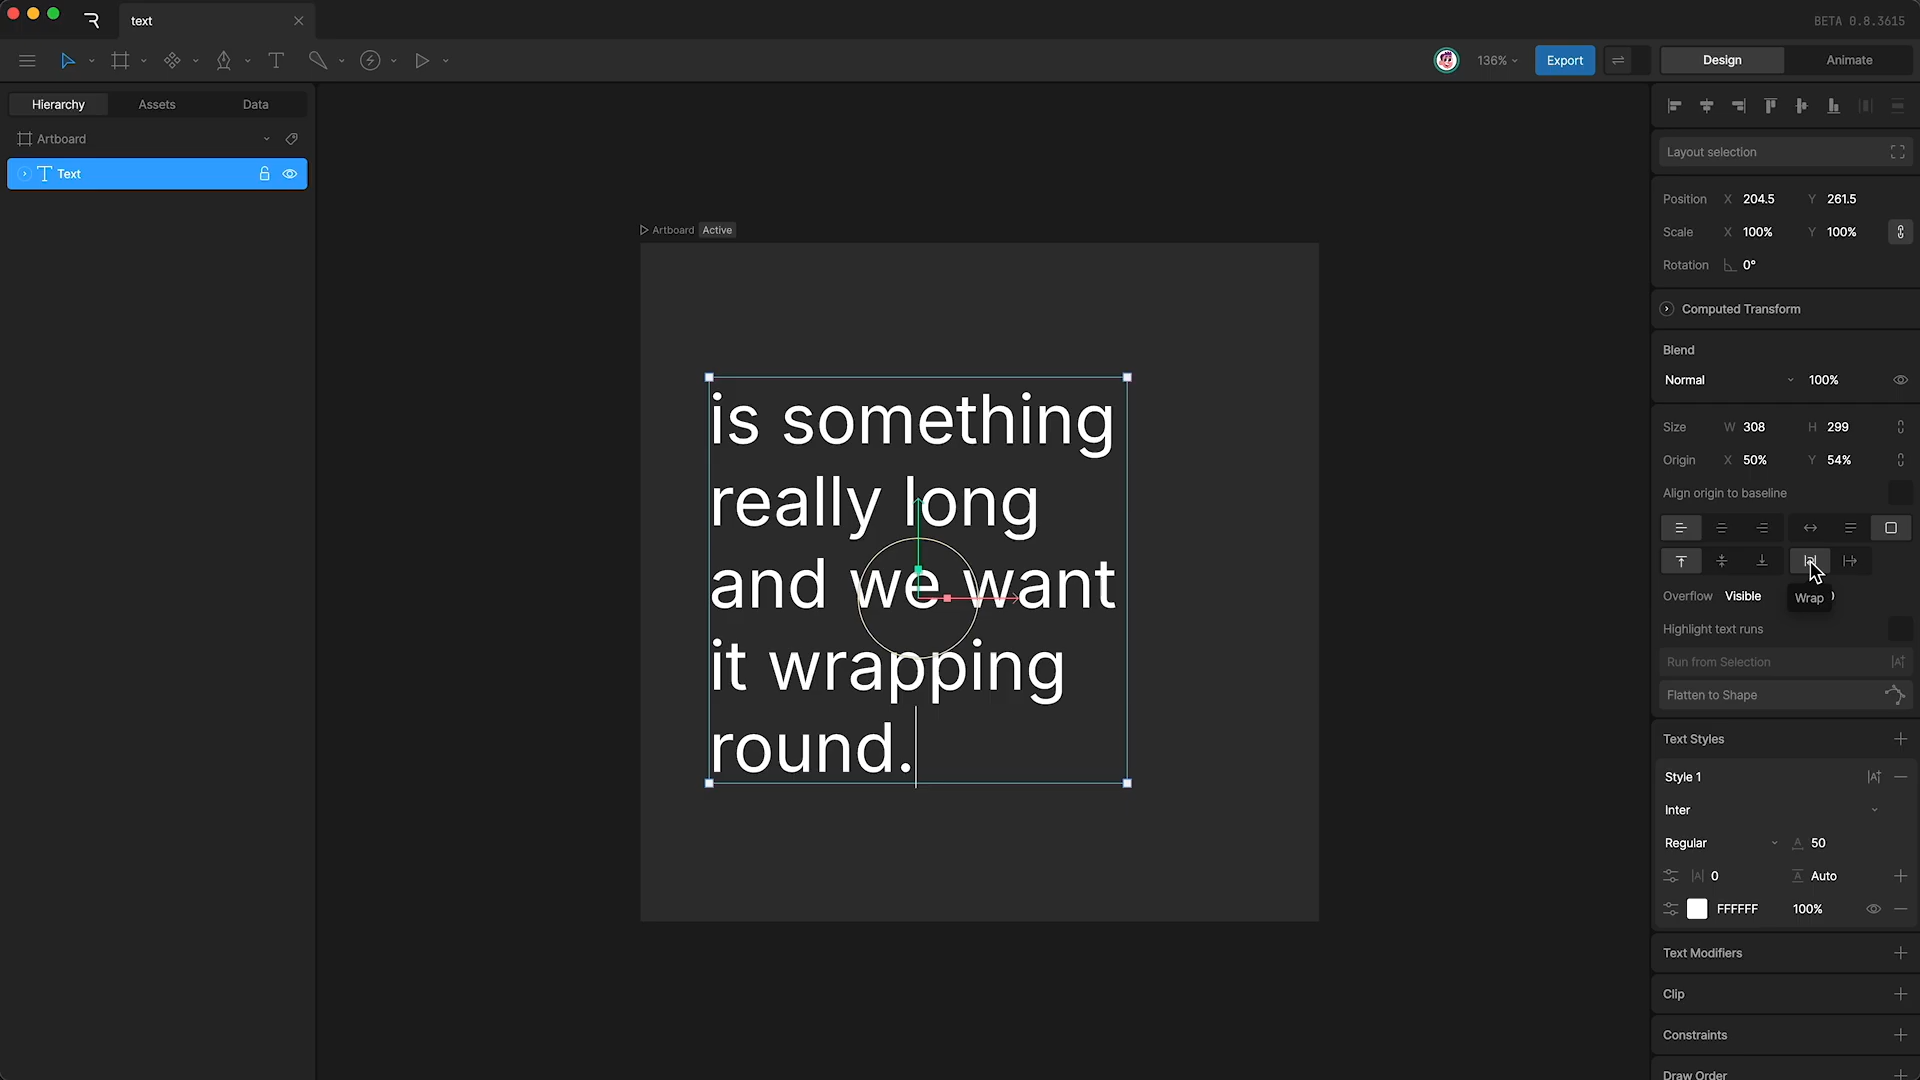 text
BETA 0.8.3615
136%
Export
Design
Animate
Hierarchy
Assets
Data
Artboard
Text
Artboard
Active
is something
really long
and we want
it wrapping
round.
Layout selection
Position X 204.5 Y 261.5
Scale X 100% Y 100%
Rotation 0°
Computed Transform
Blend
Normal 100%
Size W 308 H 299
Origin X 50% Y 54%
Align origin to baseline
Overflow Visible
Wrap
Highlight text runs
Run from Selection
Flatten to Shape
Text Styles
Style 1
Inter
Regular 50
0 Auto
FFFFFF 100%
Text Modifiers
Clip
Constraints
Draw Order